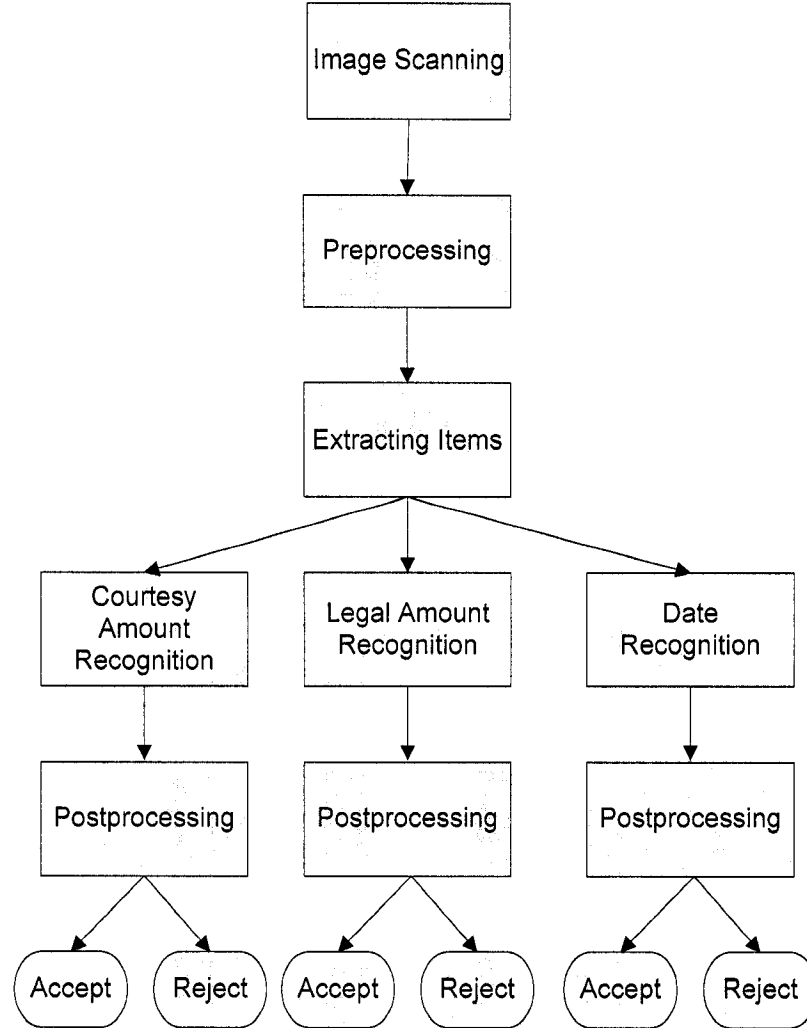 Image Scanning
Preprocessing
Extracting Items
Courtesy
Amount
Recognition
Legal Amount
Recognition
Date
Recognition
Postprocessing
Postprocessing
Postprocessing
Accept
Reject
Accept
Reject
Accept
Reject